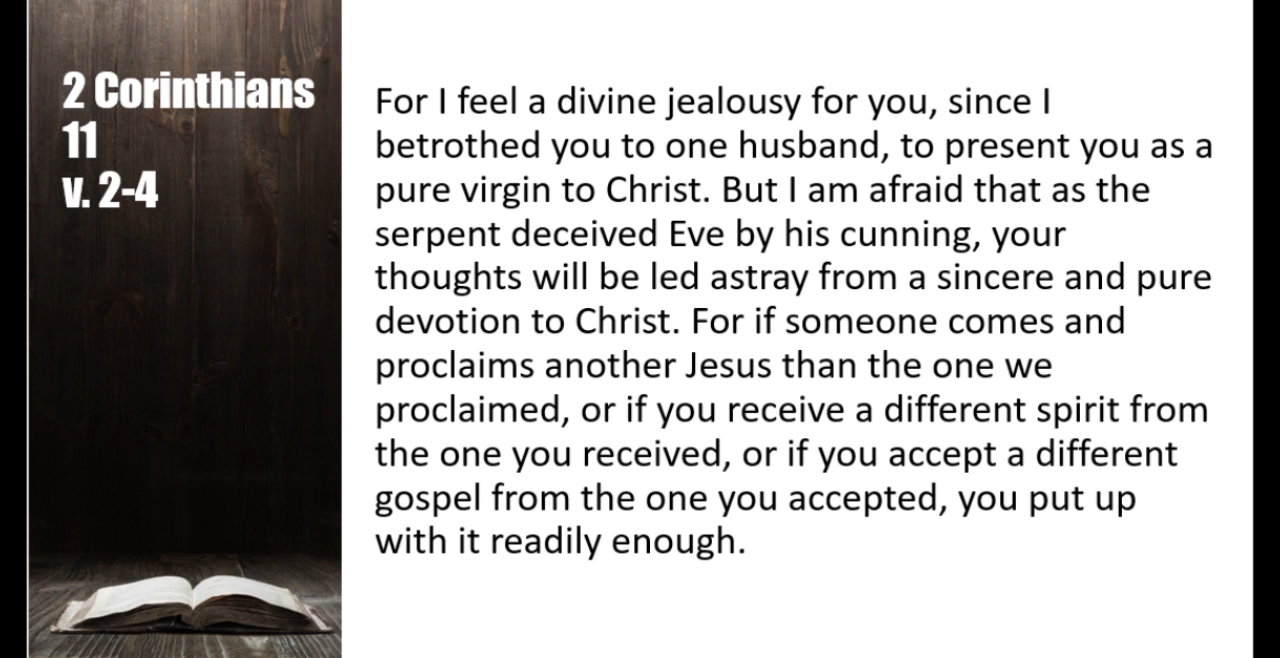 2 Corinthians
11
v. 2-4
For I feel a divine jealousy for you, since I
betrothed you to one husband, to present you as a
pure virgin to Christ. But I am afraid that as the
serpent deceived Eve by his cunning, your
thoughts will be led astray from a sincere and pure
devotion to Christ. For if someone comes and
proclaims another Jesus than the one we
proclaimed, or if you receive a different spirit from
the one you received, or if you accept a different
gospel from the one you accepted, you put up
with it readily enough.